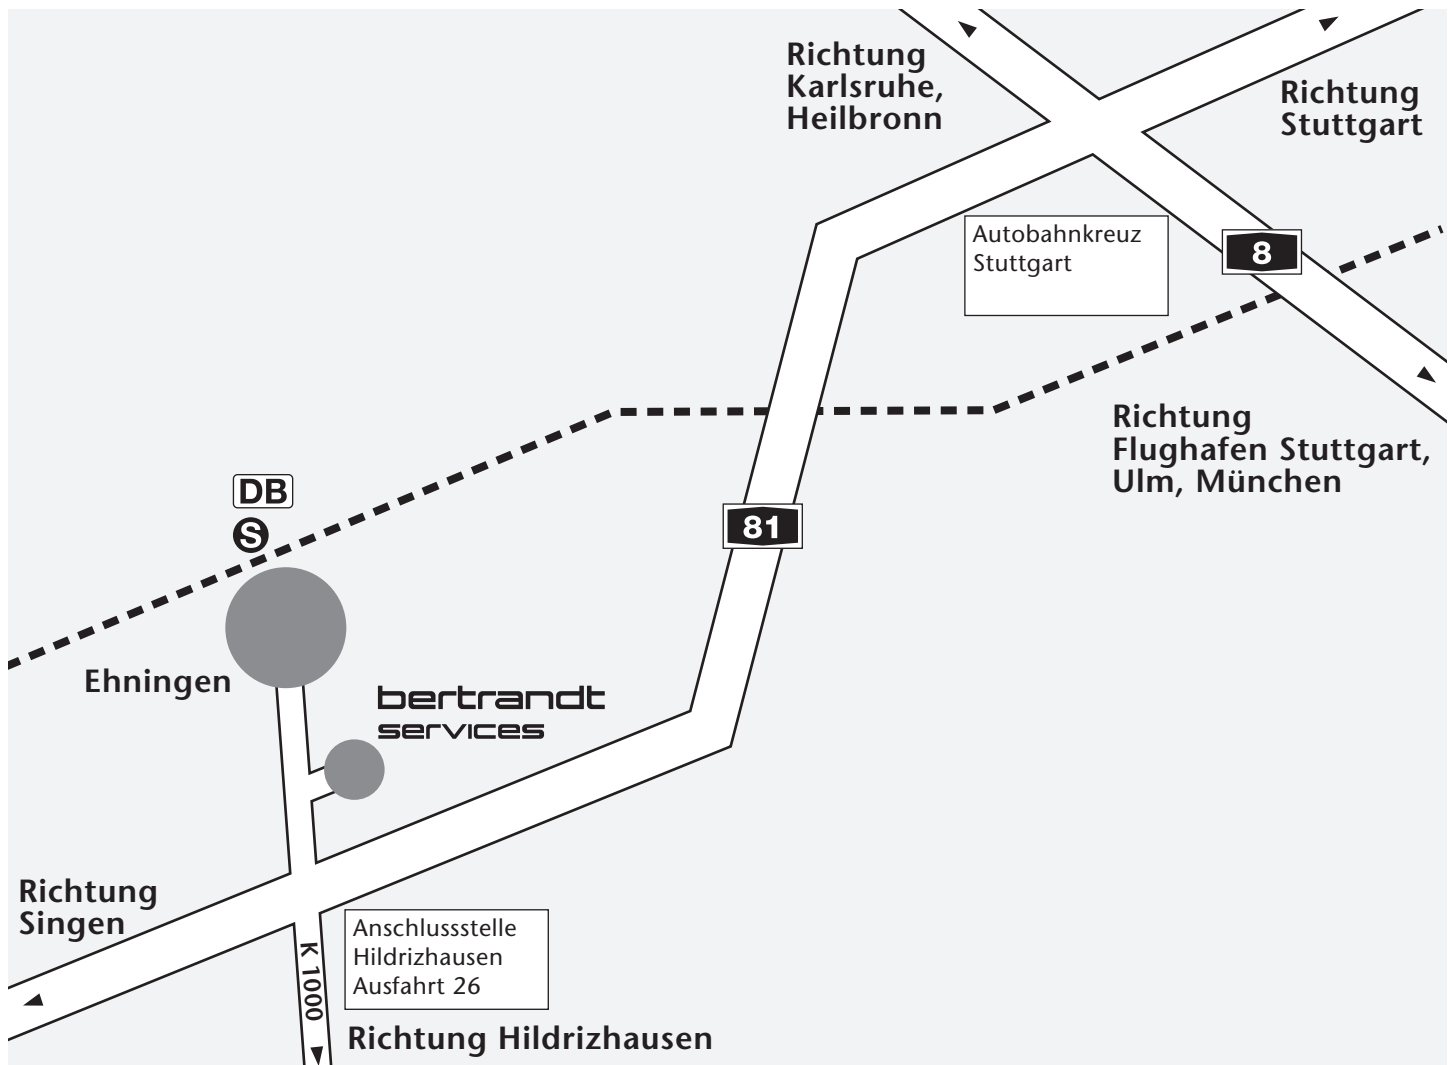 Richtung
Karlsruhe,
Heilbronn
Richtung
Stuttgart
Autobahnkreuz
Stuttgart
8
Richtung
Flughafen Stuttgart,
Ulm, München
DB
S
81
Ehningen
bertrandt
services
Richtung
Singen
Anschlussstelle
Hildrizhausen
Ausfahrt 26
K 1000
Richtung Hildrizhausen